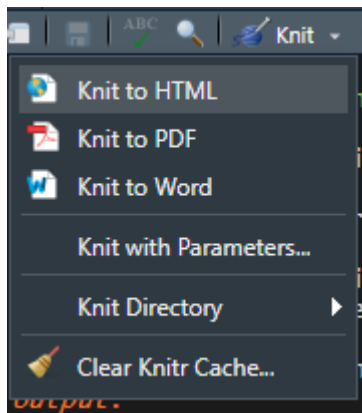 ABC
Knit
Knit to HTML
Knit to PDF
Knit to Word
Knit with Parameters...
Knit Directory
Clear Knitr Cache...
output: